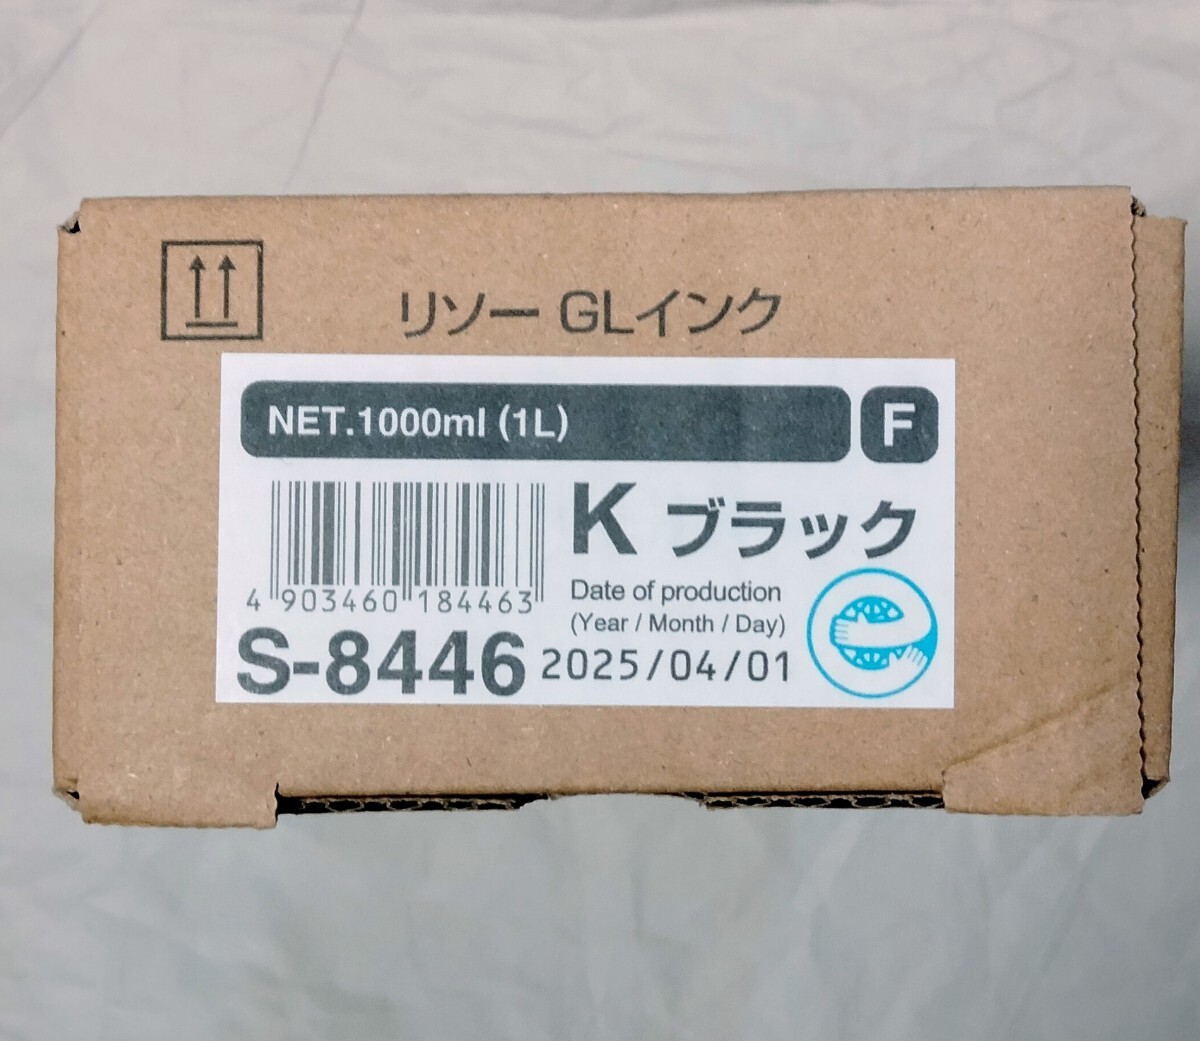 リソー GLインク
NET.1000ml (1L)
F
K ブラック
4 903460 184463
Date of production
(Year / Month / Day)
S-8446
2025/04/01